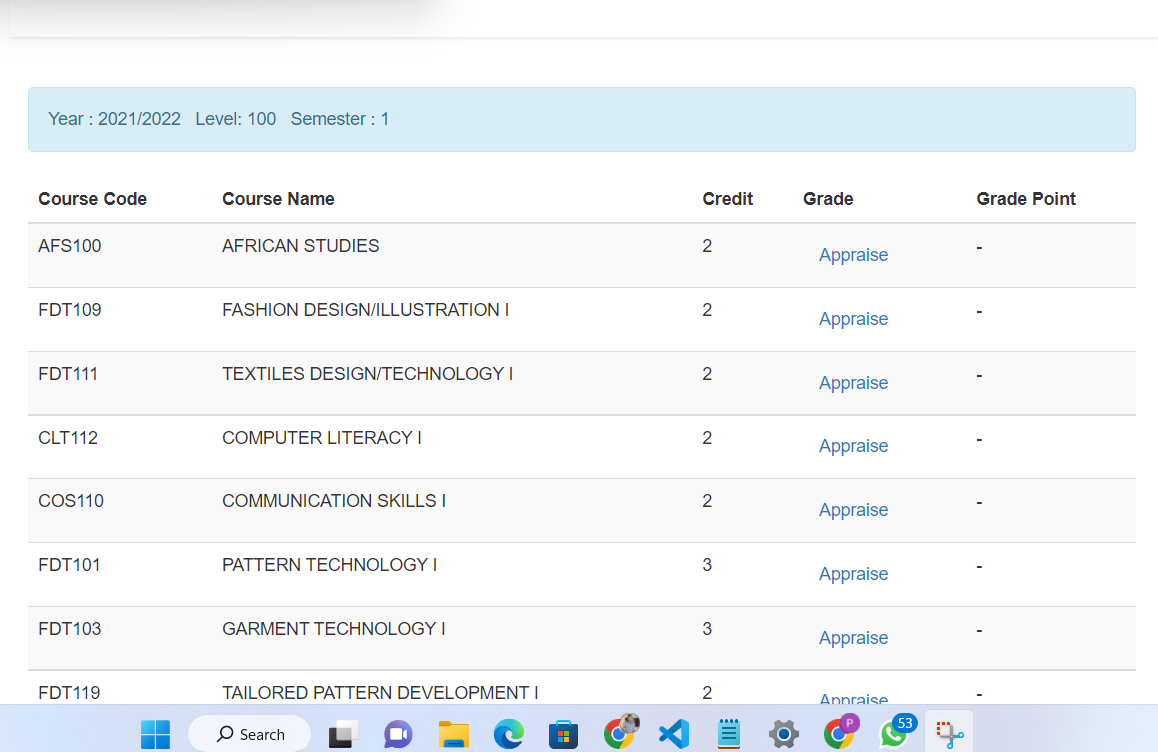 Year : 2021/2022 Level: 100 Semester : 1
Course Code Course Name Credit Grade Grade Point
AFS100 AFRICAN STUDIES 2 Appraise -
FDT109 FASHION DESIGN/ILLUSTRATION I 2 Appraise -
FDT111 TEXTILES DESIGN/TECHNOLOGY I 2 Appraise -
CLT112 COMPUTER LITERACY I 2 Appraise -
COS110 COMMUNICATION SKILLS I 2 Appraise -
FDT101 PATTERN TECHNOLOGY I 3 Appraise -
FDT103 GARMENT TECHNOLOGY I 3 Appraise -
FDT119 TAILORED PATTERN DEVELOPMENT I 2 Appraise -
Search P 53